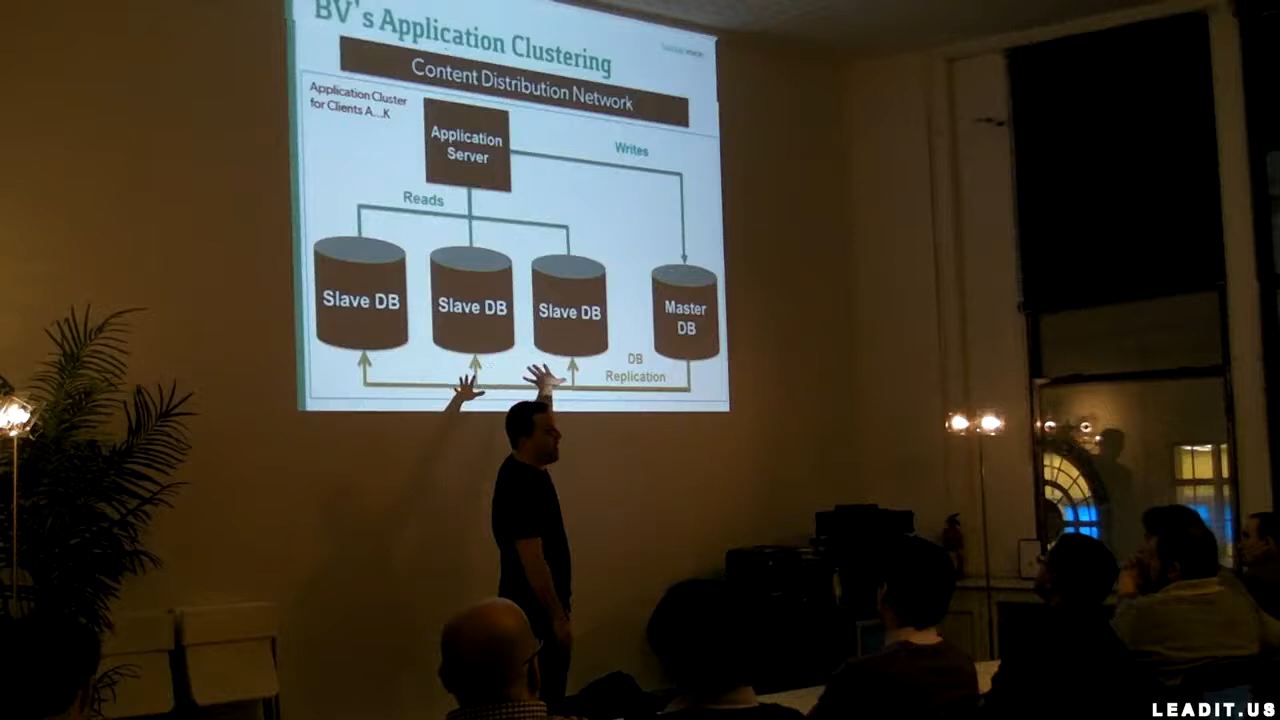 BV's Application Clustering
Content Distribution Network
Application Cluster
for Clients A...K
Application
Server
Writes
Reads
Slave DB
Slave DB
Slave DB
Master
DB
DB
Replication
LEADIT.US